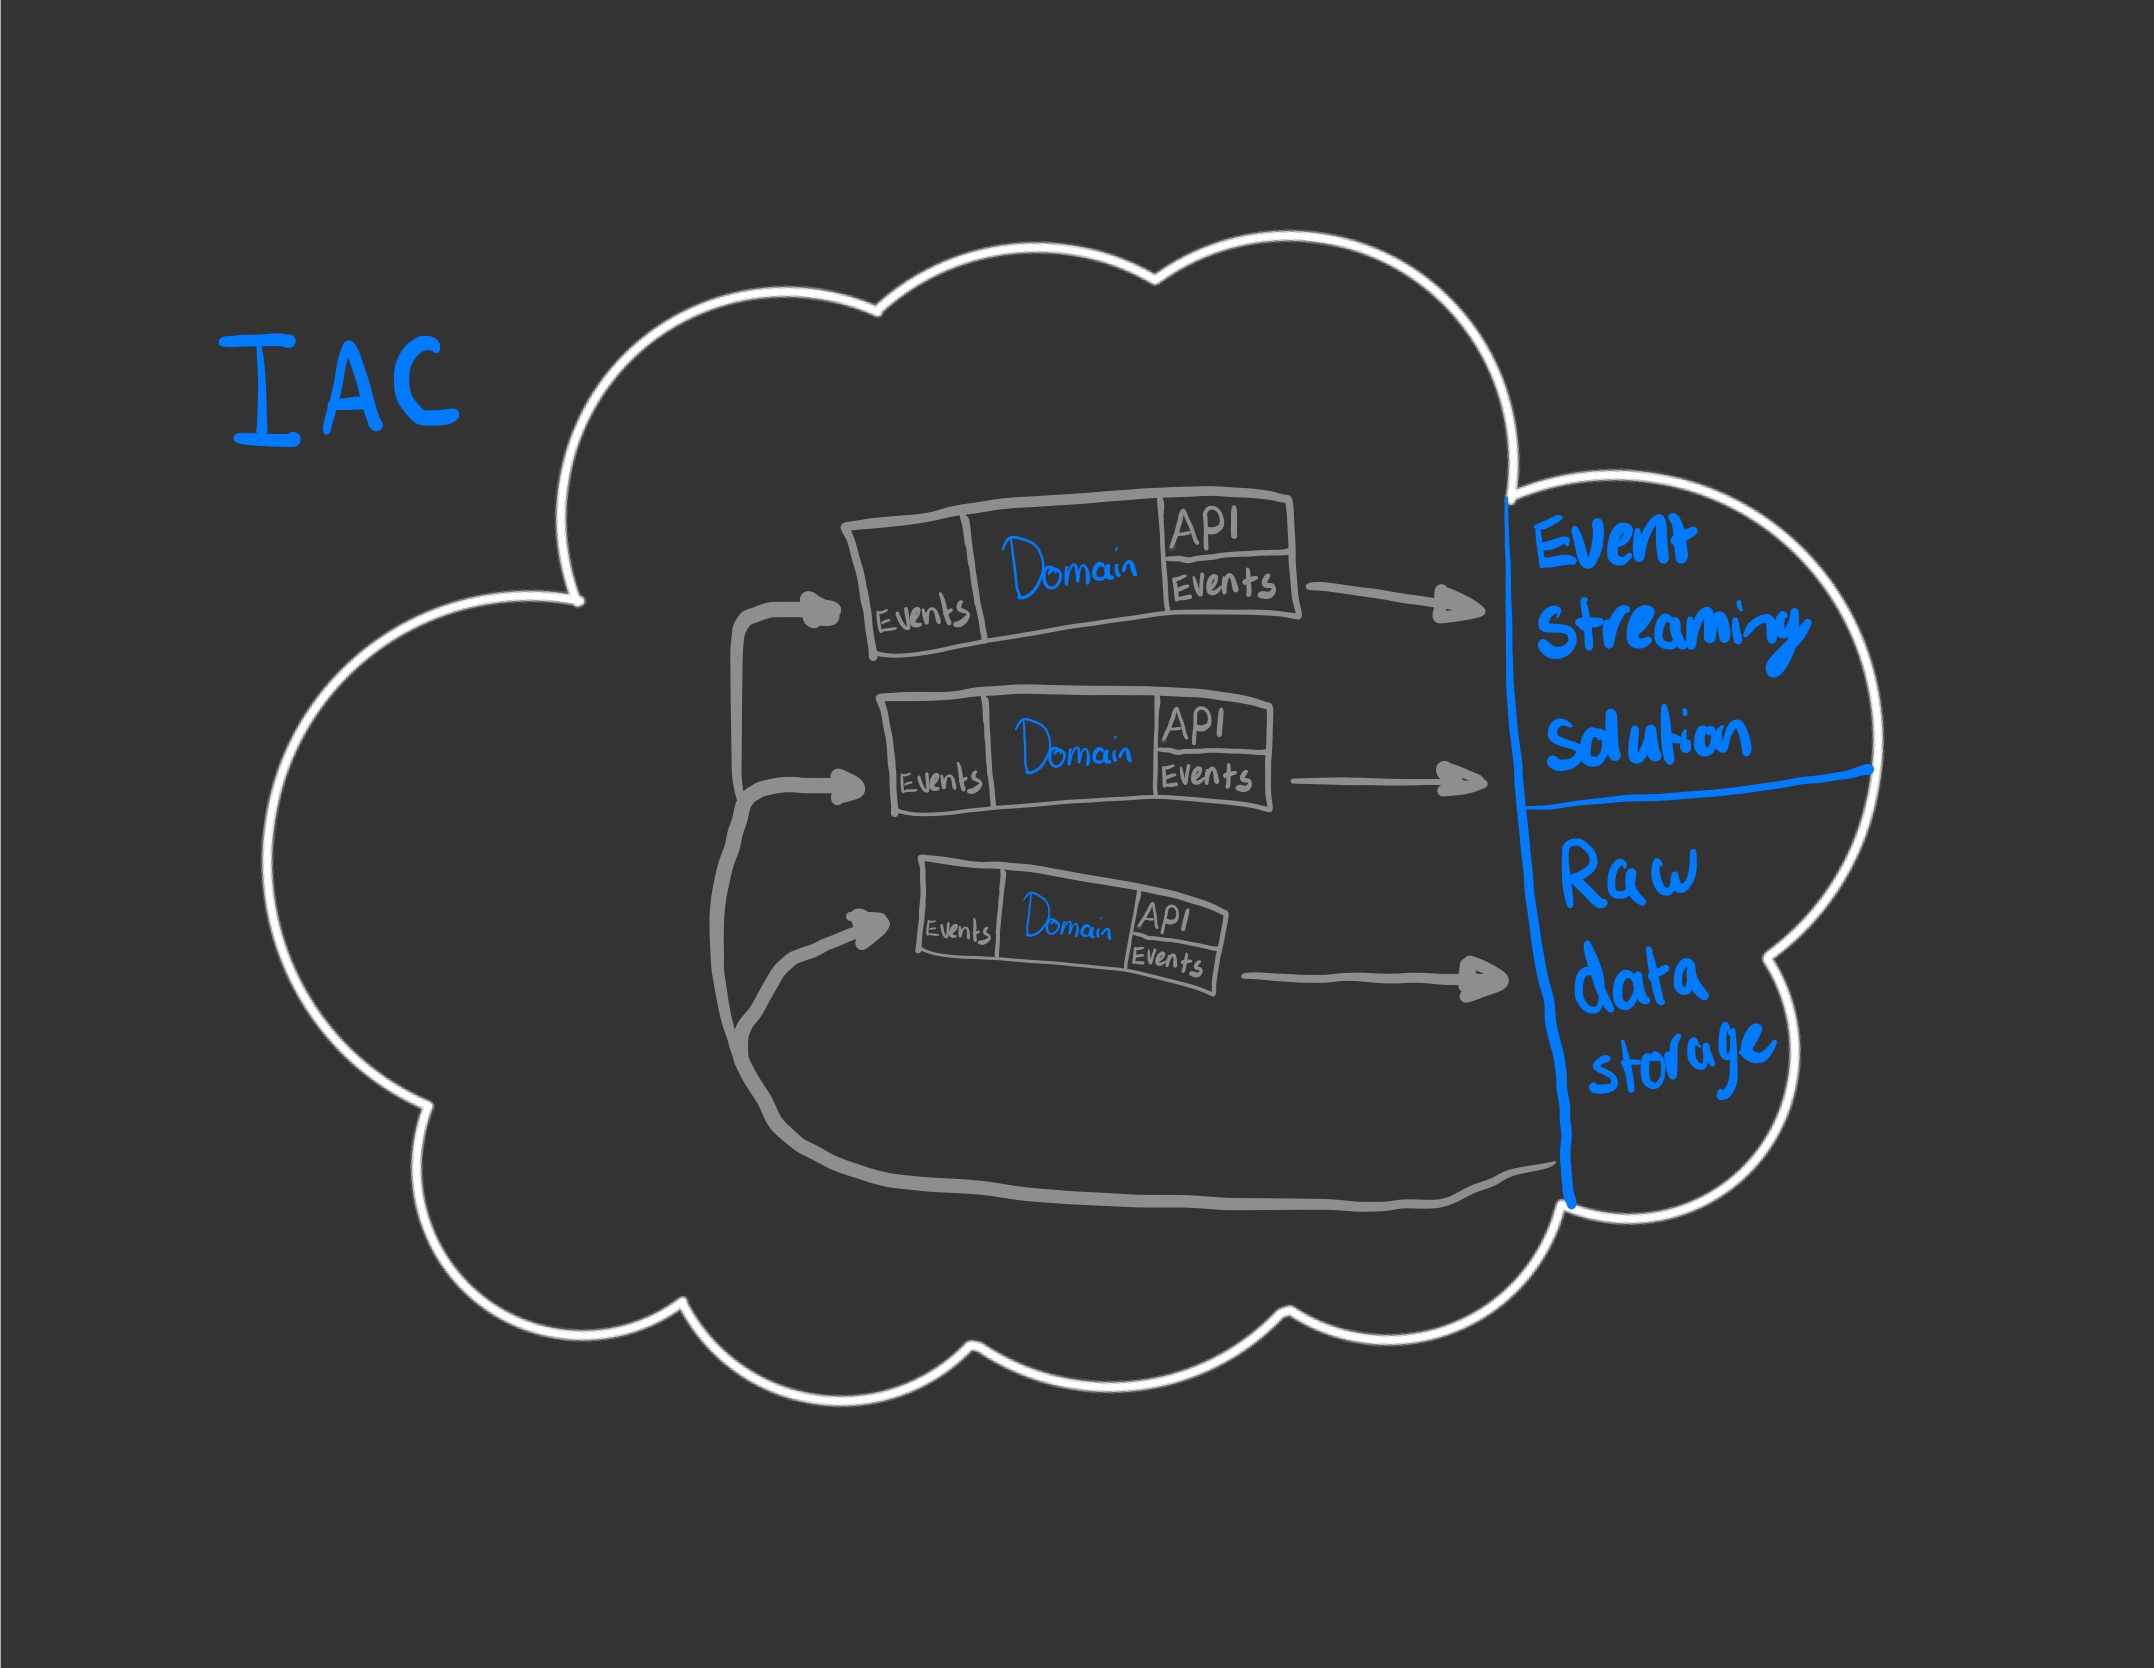 IAC
API
Domain
Events
Events
API
Domain
Events
Events
API
Domain
Events
Events
Event
streaming
solution
Raw
data
storage